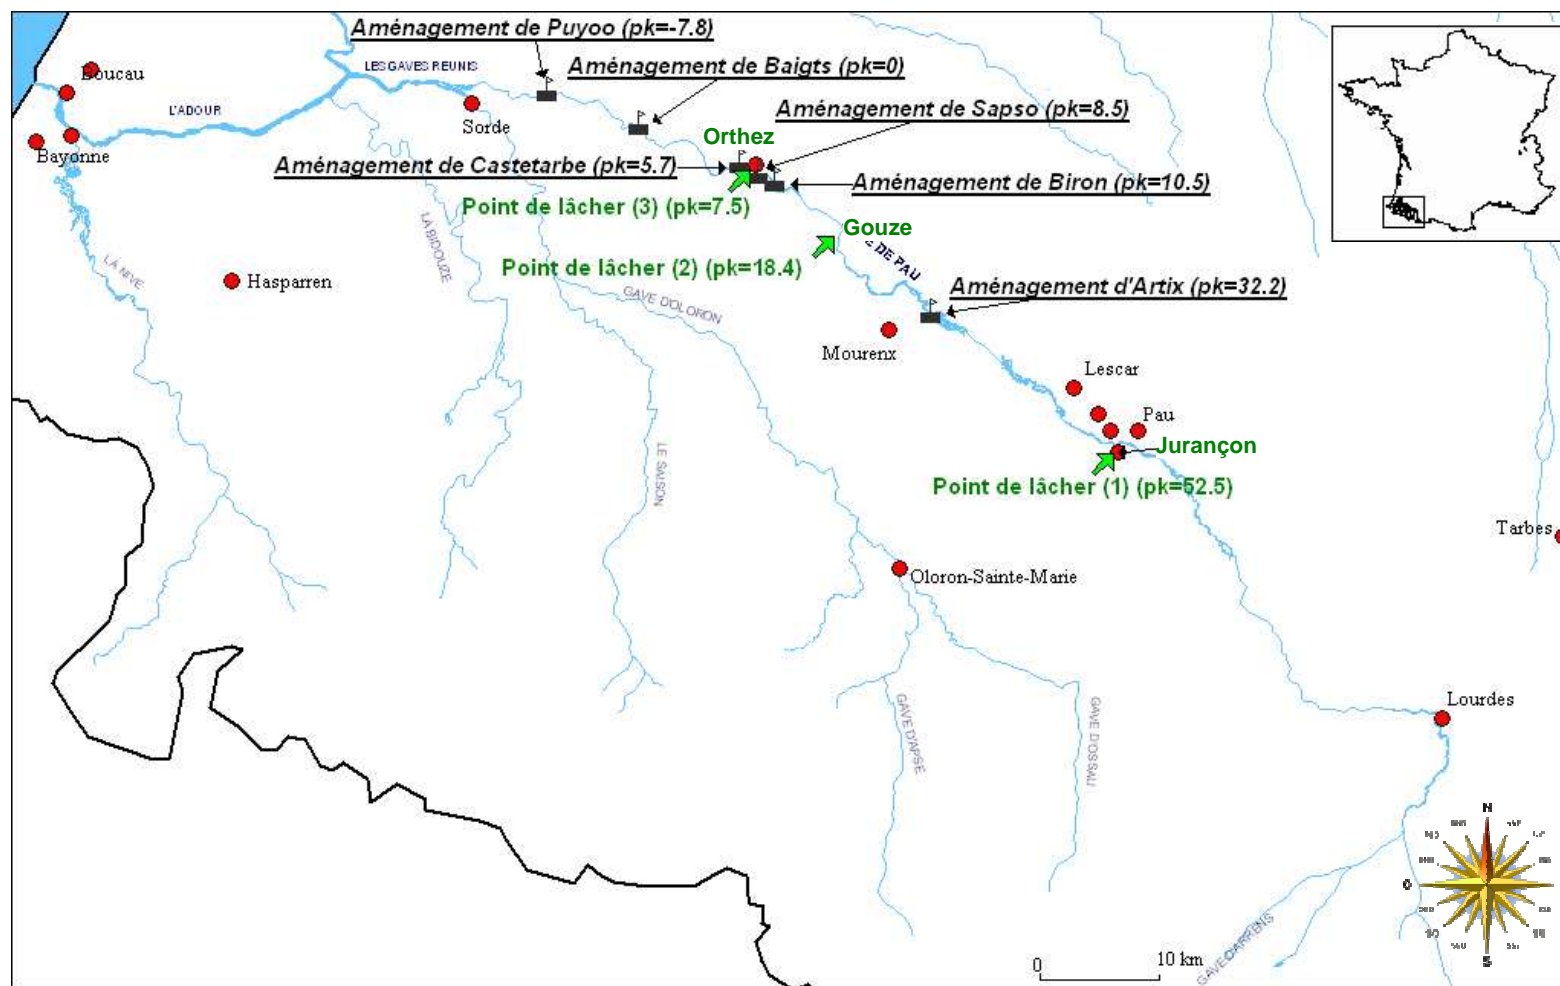 Aménagement de Puyoo (pk=-7.8)
LES GAVES REUNIS
Aménagement de Baigts (pk=0)
Boucau
L'ADOUR
Sorde
Aménagement de Sapso (pk=8.5)
Orthez
Bayonne
Aménagement de Castetarbe (pk=5.7)
Aménagement de Biron (pk=10.5)
Point de lâcher (3) (pk=7.5)
LA BIDOUZE
Gouze
E DE PAU
LA NIVE
Hasparren
Point de lâcher (2) (pk=18.4)
GAVE D'OLORON
Aménagement d'Artix (pk=32.2)
Mourenx
Lescar
Pau
Jurançon
LE SAISON
Point de lâcher (1) (pk=52.5)
Tarbes
Oloron-Sainte-Marie
Lourdes
GAVE D'APSE
GAVE D'OSSAU
N
O
S
GAVE D'ARRENS
0
10 km